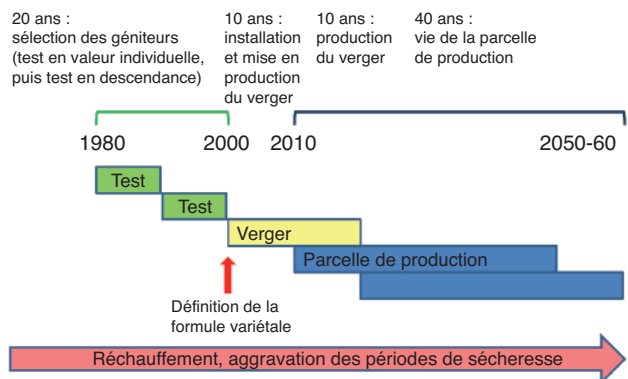 20 ans :
sélection des géniteurs
(test en valeur individuelle,
puis test en descendance)
10 ans :
installation
et mise en
production
du verger
10 ans :
production
du verger
40 ans :
vie de la parcelle
de production
1980
2000
2010
2050-60
Test
Test
Verger
Parcelle de production
Définition de la
formule variétale
Réchauffement, aggravation des périodes de sécheresse